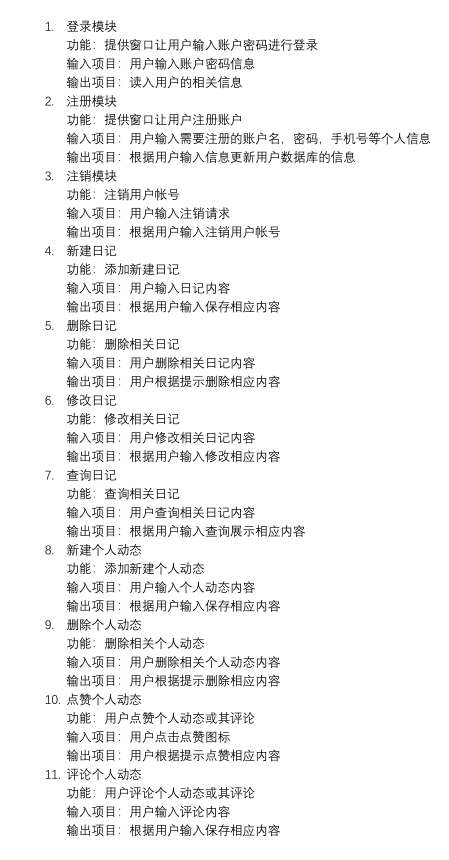 1. 登录模块
功能：提供窗口让用户输入账户密码进行登录
输入项目：用户输入账户密码信息
输出项目：读入用户的相关信息
2. 注册模块
功能：提供窗口让用户注册账户
输入项目：用户输入需要注册的账户名，密码，手机号等个人信息
输出项目：根据用户输入信息更新用户数据库的信息
3. 注销模块
功能：注销用户帐号
输入项目：用户输入注销请求
输出项目：根据用户输入注销用户帐号
4. 新建日记
功能：添加新建日记
输入项目：用户输入日记内容
输出项目：根据用户输入保存相应内容
5. 删除日记
功能：删除相关日记
输入项目：用户删除相关日记内容
输出项目：用户根据提示删除相应内容
6. 修改日记
功能：修改相关日记
输入项目：用户修改相关日记内容
输出项目：根据用户输入修改相应内容
7. 查询日记
功能：查询相关日记
输入项目：用户查询相关日记内容
输出项目：根据用户输入查询展示相应内容
8. 新建个人动态
功能：添加新建个人动态
输入项目：用户输入个人动态内容
输出项目：根据用户输入保存相应内容
9. 删除个人动态
功能：删除相关个人动态
输入项目：用户删除相关个人动态内容
输出项目：用户根据提示删除相应内容
10. 点赞个人动态
功能：用户点赞个人动态或其评论
输入项目：用户点击点赞图标
输出项目：用户根据提示点赞相应内容
11. 评论个人动态
功能：用户评论个人动态或其评论
输入项目：用户输入评论内容
输出项目：根据用户输入保存相应内容